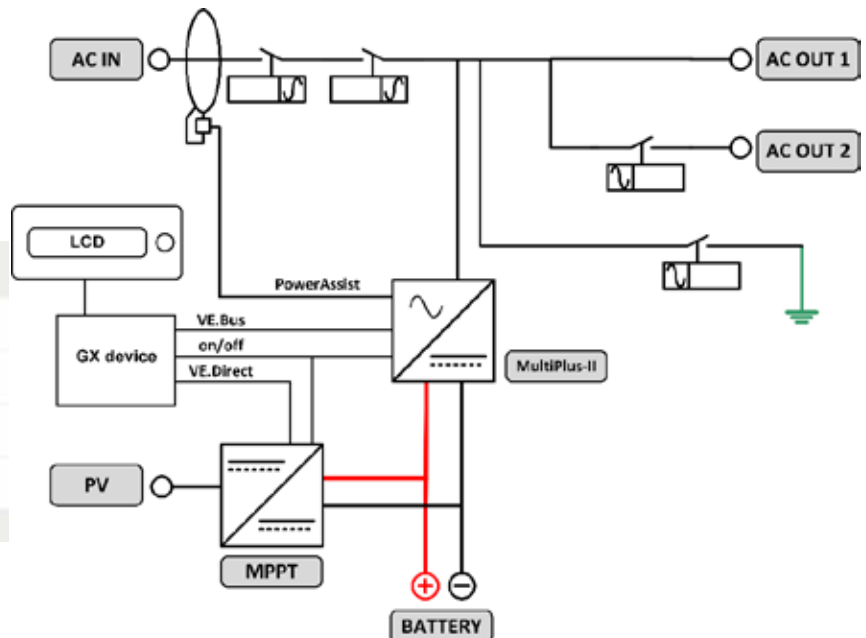 AC IN
AC OUT 1
AC OUT 2
LCD
PowerAssist
VE.Bus
GX device
on/off
MultiPlus-II
VE.Direct
PV
MPPT
+ −
BATTERY